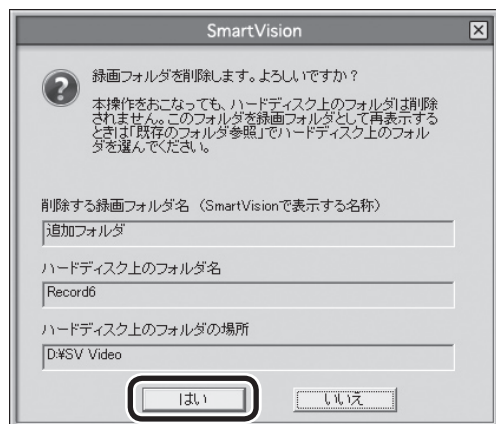 SmartVision
録画フォルダを削除します。よろしいですか?
本操作をおこなっても、ハードディスク上のフォルダは削除
されません。このフォルダを録画フォルダとして再表示する
ときは「既存のフォルダ参照」でハードディスク上のフォル
ダを選んでください。
削除する録画フォルダ名 (SmartVisionで表示する名称)
追加フォルダ
ハードディスク上のフォルダ名
Record6
ハードディスク上のフォルダの場所
D:¥SV Video
はい
いいえ